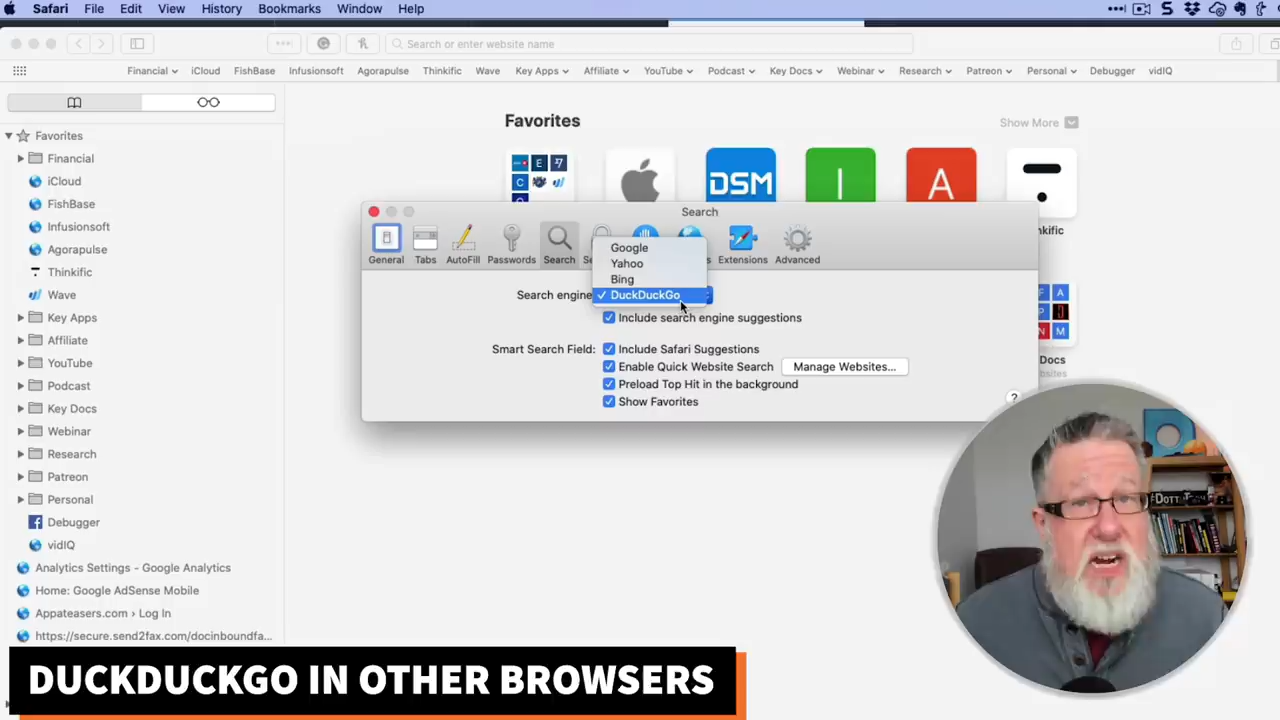 Safari File Edit View History Bookmarks Window Help
Search or enter website name
Financial iCloud FishBase Infusionsoft Agorapulse Thinkific Wave Key Apps Affiliate YouTube Podcast Key Docs Webinar Research Patreon Personal Debugger vidIQ
Favorites
Financial
iCloud
FishBase
Infusionsoft
Agorapulse
Thinkific
Wave
Key Apps
Affiliate
YouTube
Podcast
Key Docs
Webinar
Research
Patreon
Personal
Debugger
vidIQ
Analytics Settings - Google Analytics
Home: Google AdSense Mobile
Appateasers.com › Log In
https://secure.send2fax.com/docinboundfa...
Favorites
Show More
DSM
I
A
nkific
Docs
Search
General Tabs AutoFill Passwords Search Extensions Advanced
Search engine
Google
Yahoo
Bing
✓ DuckDuckGo
Include search engine suggestions
Smart Search Field: Include Safari Suggestions
Enable Quick Website Search Manage Websites...
Preload Top Hit in the background
Show Favorites
?
DUCKDUCKGO IN OTHER BROWSERS